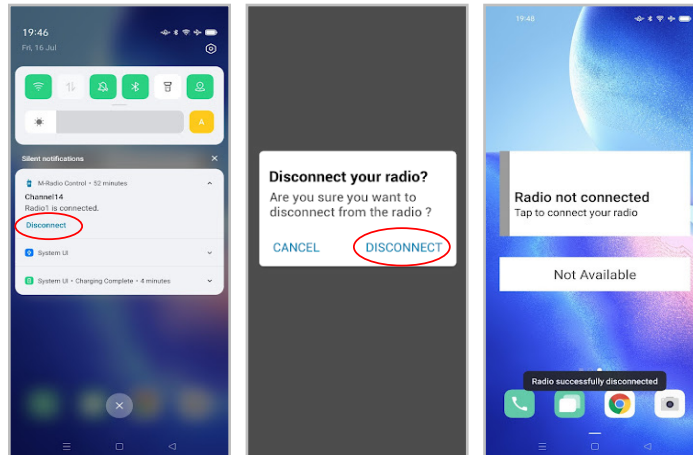 19:46
Fri, 16 Jul
A
Silent notifications
M-Radio Control • 52 minutes
Channel14
Radio1 is connected.
Disconnect
System UI
System UI • Charging Complete • 4 minutes
Disconnect your radio?
Are you sure you want to
disconnect from the radio ?
CANCEL
DISCONNECT
19:48
Radio not connected
Tap to connect your radio
Not Available
Radio successfully disconnected